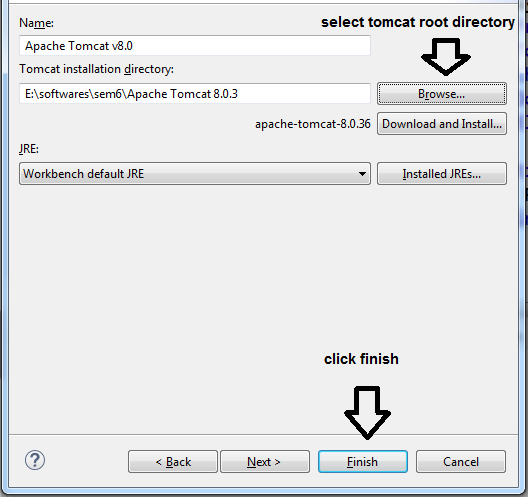 select tomcat root directory
Name:
Apache Tomcat v8.0
Tomcat installation directory:
E:\softwares\sem6\Apache Tomcat 8.0.3
Browse...
apache-tomcat-8.0.36
Download and Install...
JRE:
Workbench default JRE
Installed JREs...
click finish
?
< Back
Next >
Finish
Cancel